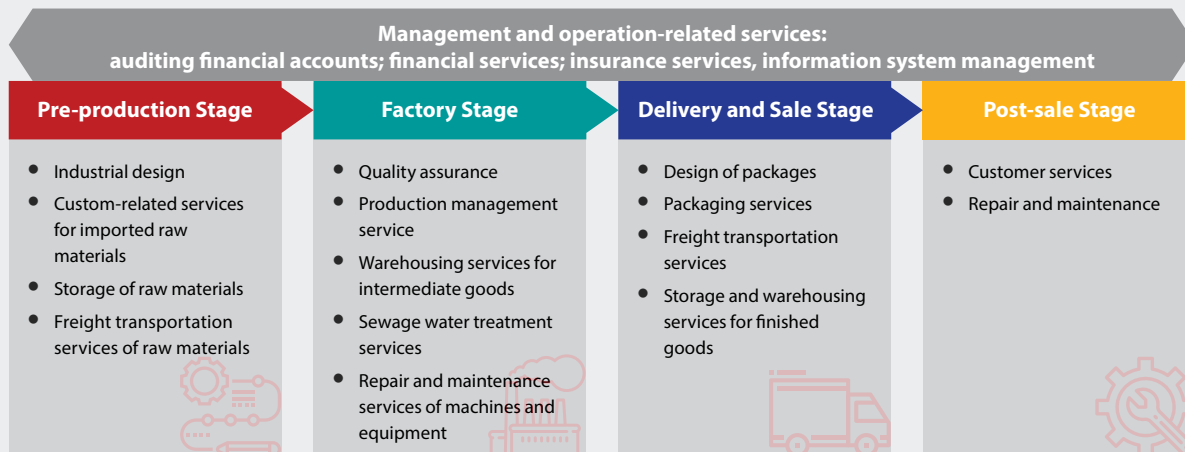 Management and operation-related services:
auditing financial accounts; financial services; insurance services, information system management
Pre-production Stage
• Industrial design
• Custom-related services
for imported raw
materials
• Storage of raw materials
• Freight transportation
services of raw materials
Factory Stage
• Quality assurance
• Production management
service
• Warehousing services for
intermediate goods
• Sewage water treatment
services
• Repair and maintenance
services of machines and
equipment
Delivery and Sale Stage
• Design of packages
• Packaging services
• Freight transportation
services
• Storage and warehousing
services for finished
goods
Post-sale Stage
• Customer services
• Repair and maintenance